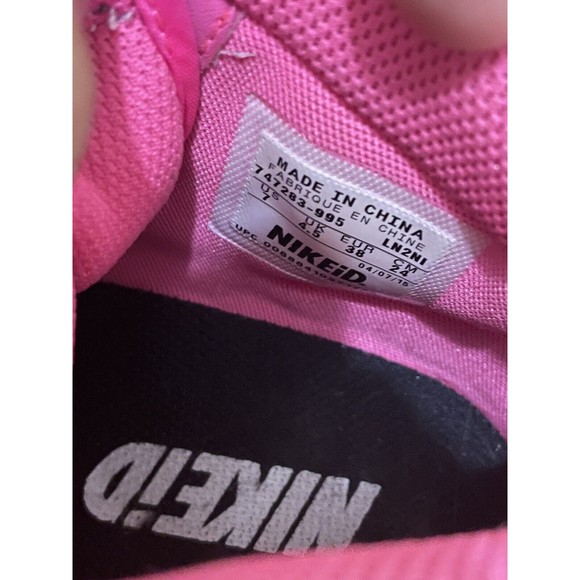 MADE IN CHINA
FABRIQUE EN CHINE
747283-995 LN2NI
US UK EUR CM
7 4.5 38 24
NIKEiD. 04/07/15
UPC
NIKEiD